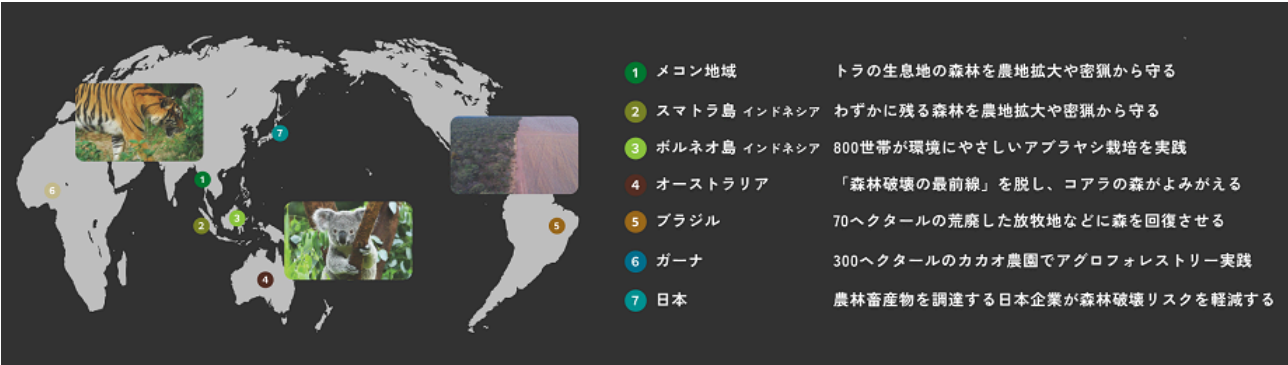 1 メコン地域 トラの生息地の森林を農地拡大や密猟から守る
2 スマトラ島 インドネシア わずかに残る森林を農地拡大や密猟から守る
3 ボルネオ島 インドネシア 800世帯が環境にやさしいアブラヤシ栽培を実践
4 オーストラリア 「森林破壊の最前線」を脱し、コアラの森がよみがえる
5 ブラジル 70ヘクタールの荒廃した放牧地などに森を回復させる
6 ガーナ 300ヘクタールのカカオ農園でアグロフォレストリー実践
7 日本 農林畜産物を調達する日本企業が森林破壊リスクを軽減する
7
6
1
3
2
5
4